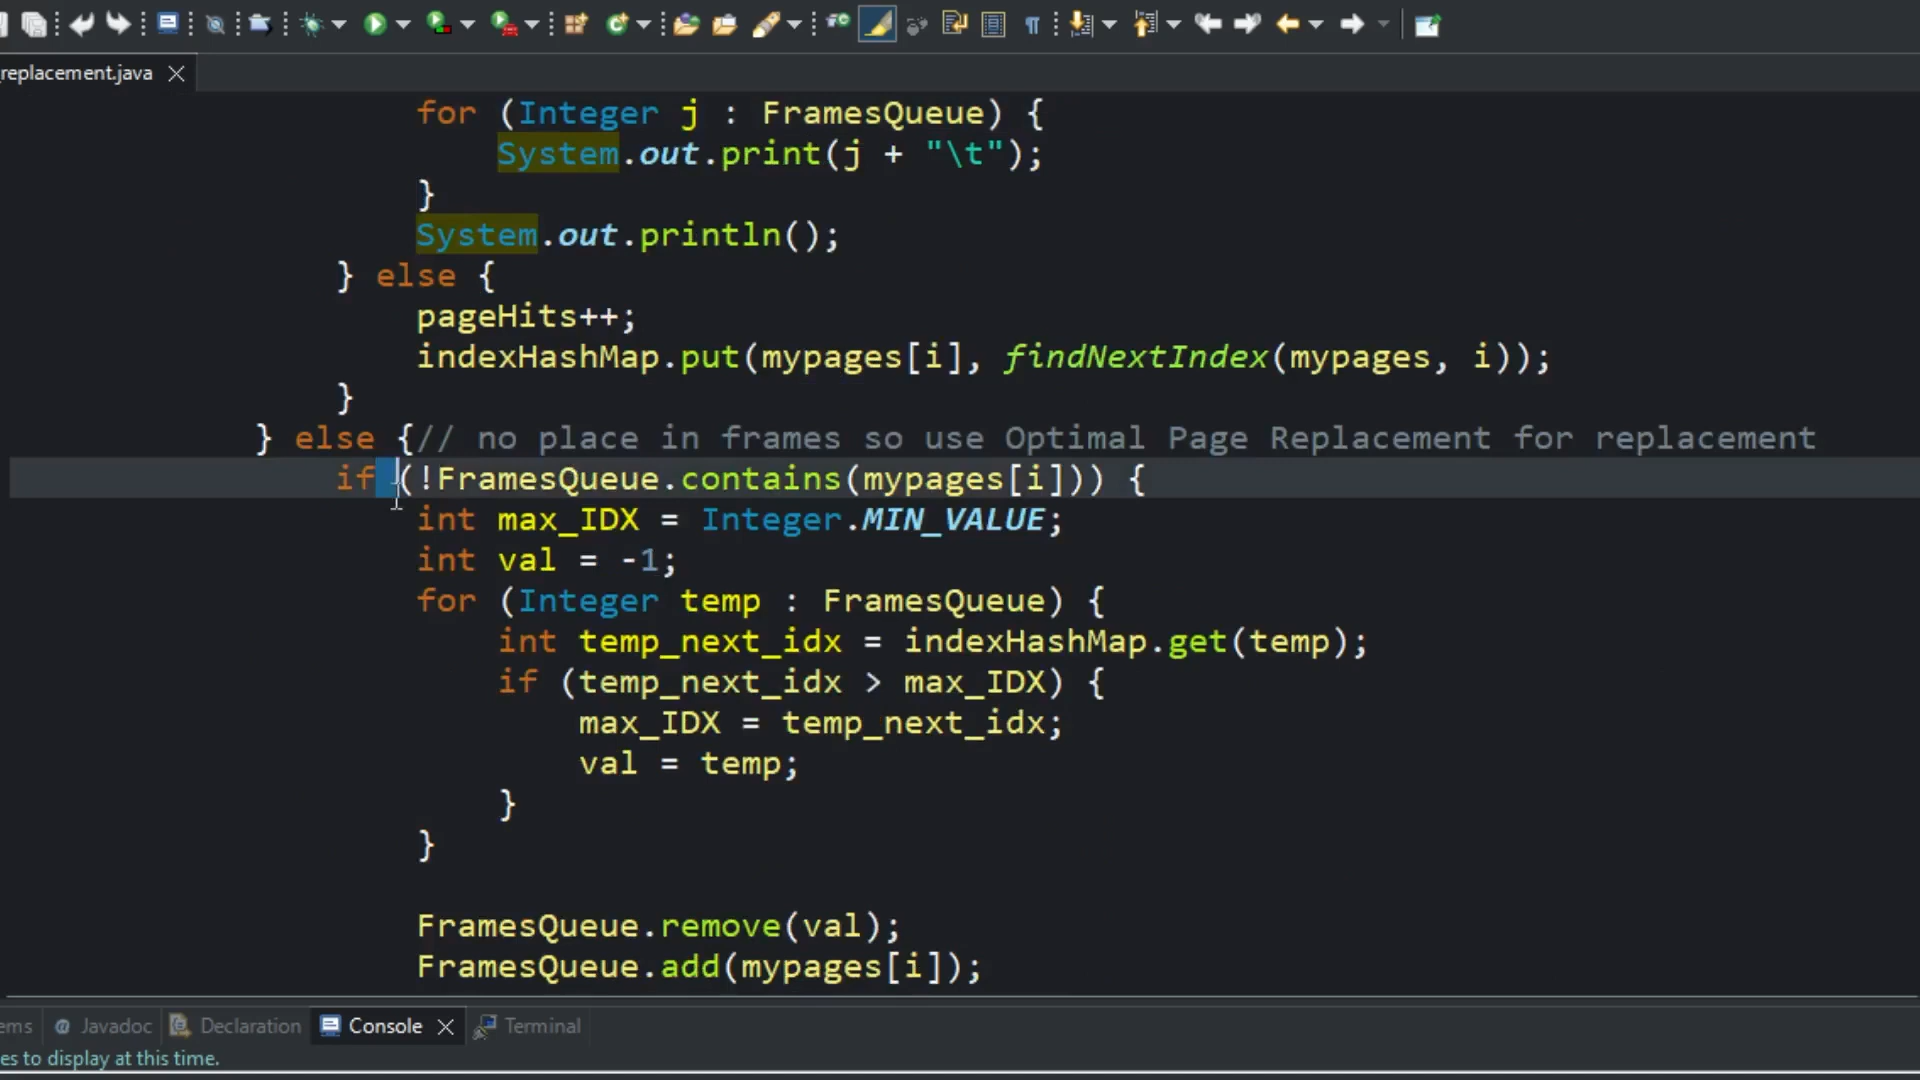 replacement.java
for (Integer j : FramesQueue) {
System.out.print(j + "\t");
}
System.out.println();
} else {
pageHits++;
indexHashMap.put(mypages[i], findNextIndex(mypages, i));
}
} else {// no place in frames so use Optimal Page Replacement for replacement
if (!FramesQueue.contains(mypages[i])) {
int max_IDX = Integer.MIN_VALUE;
int val = -1;
for (Integer temp : FramesQueue) {
int temp_next_idx = indexHashMap.get(temp);
if (temp_next_idx > max_IDX) {
max_IDX = temp_next_idx;
val = temp;
}
}
FramesQueue.remove(val);
FramesQueue.add(mypages[i]);
ems @ Javadoc Declaration Console Terminal
es to display at this time.